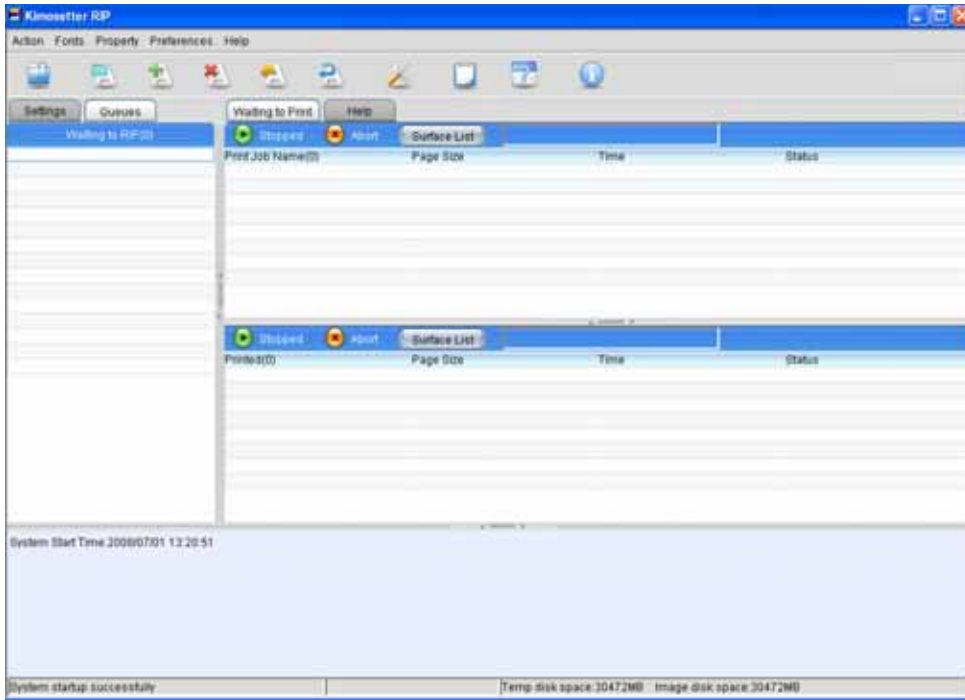 Kimosetter RIP
Action Fonts Property Preferences Help
Settings Queues Waiting to Print Help
Waiting to RIP(0) Stopped Abort Surface List
Print Job Name(0) Page Size Time Status
Stopped Abort Surface List
Printed(0) Page Size Time Status
System Start Time:2008/07/01 13:20:51
System startup successfully Temp disk space:30472MB Image disk space:30472MB